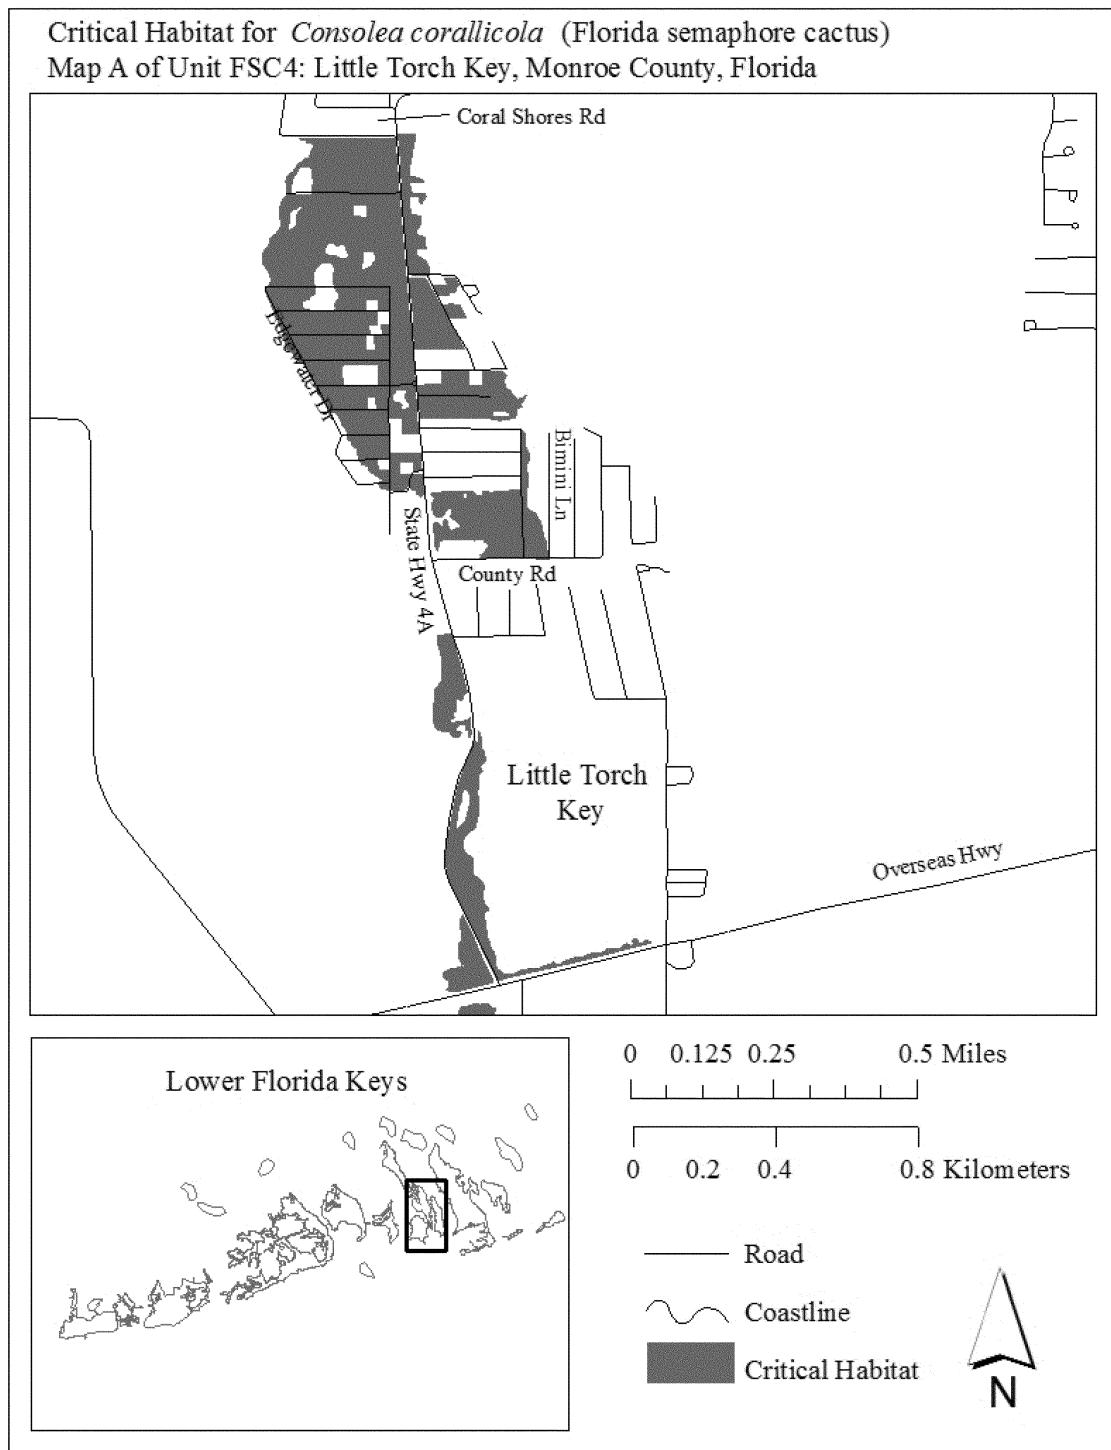 Critical Habitat for Consolea corallicola (Florida semaphore cactus)
Map A of Unit FSC4: Little Torch Key, Monroe County, Florida
Coral Shores Rd
Edgewater Dr
Bimini Ln
State Hwy 4A
County Rd
Little Torch
Key
Overseas Hwy
Lower Florida Keys
0 0.125 0.25 0.5 Miles
0 0.2 0.4 0.8 Kilometers
Road
Coastline
Critical Habitat
N